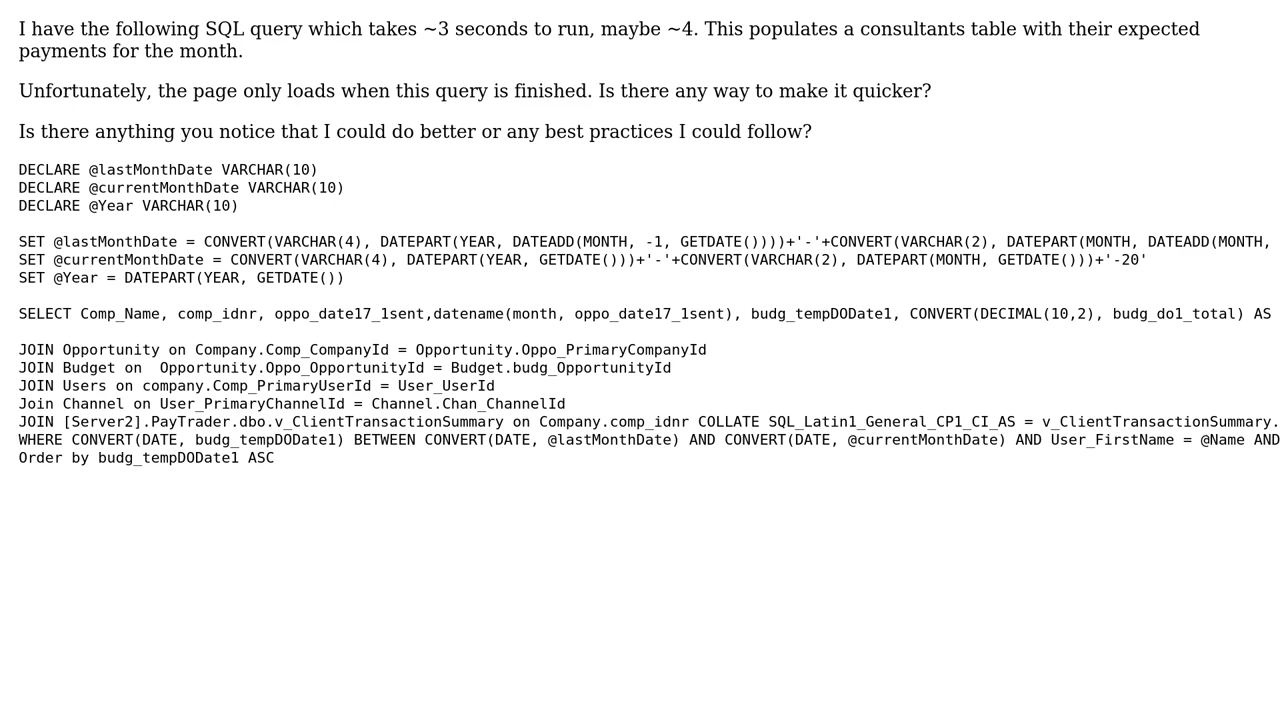 I have the following SQL query which takes ~3 seconds to run, maybe ~4. This populates a consultants table with their expected
payments for the month.
Unfortunately, the page only loads when this query is finished. Is there any way to make it quicker?
Is there anything you notice that I could do better or any best practices I could follow?
DECLARE @lastMonthDate VARCHAR(10)
DECLARE @currentMonthDate VARCHAR(10)
DECLARE @Year VARCHAR(10)
SET @lastMonthDate = CONVERT(VARCHAR(4), DATEPART(YEAR, DATEADD(MONTH, -1, GETDATE())))+'-'+CONVERT(VARCHAR(2), DATEPART(MONTH, DATEADD(MONTH,
SET @currentMonthDate = CONVERT(VARCHAR(4), DATEPART(YEAR, GETDATE()))+'-'+CONVERT(VARCHAR(2), DATEPART(MONTH, GETDATE()))+'-20'
SET @Year = DATEPART(YEAR, GETDATE())
SELECT Comp_Name, comp_idnr, oppo_date17_1sent,datename(month, oppo_date17_1sent), budg_tempDODate1, CONVERT(DECIMAL(10,2), budg_do1_total) AS
JOIN Opportunity on Company.Comp_CompanyId = Opportunity.Oppo_PrimaryCompanyId
JOIN Budget on  Opportunity.Oppo_OpportunityId = Budget.budg_OpportunityId
JOIN Users on company.Comp_PrimaryUserId = User_UserId
Join Channel on User_PrimaryChannelId = Channel.Chan_ChannelId
JOIN [Server2].PayTrader.dbo.v_ClientTransactionSummary on Company.comp_idnr COLLATE SQL_Latin1_General_CP1_CI_AS = v_ClientTransactionSummary.
WHERE CONVERT(DATE, budg_tempDODate1) BETWEEN CONVERT(DATE, @lastMonthDate) AND CONVERT(DATE, @currentMonthDate) AND User_FirstName = @Name AND
Order by budg_tempDODate1 ASC